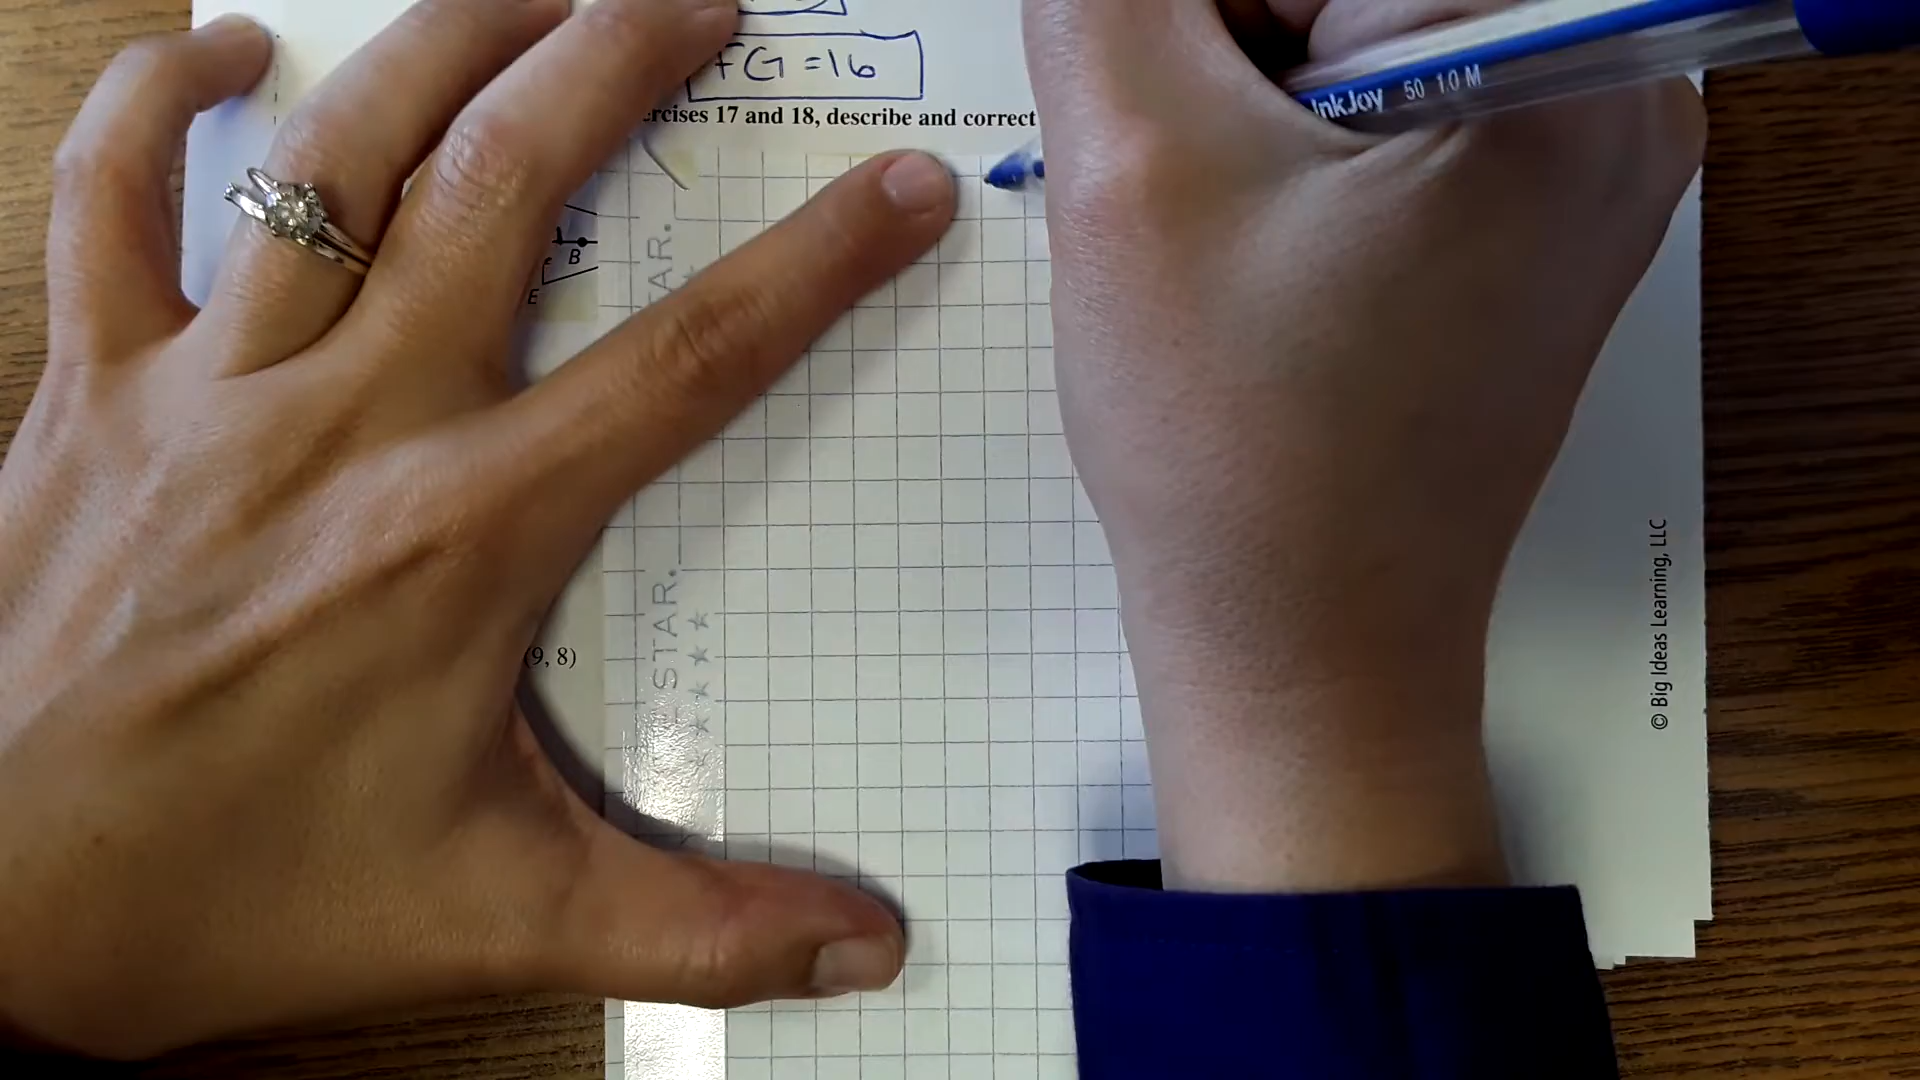 FG = 16
and 18, describe and correct
17
InkJoy 50 1.0 M
B
E
TAR.
(9, 8)
STAR.
© Big Ideas Learning, LLC